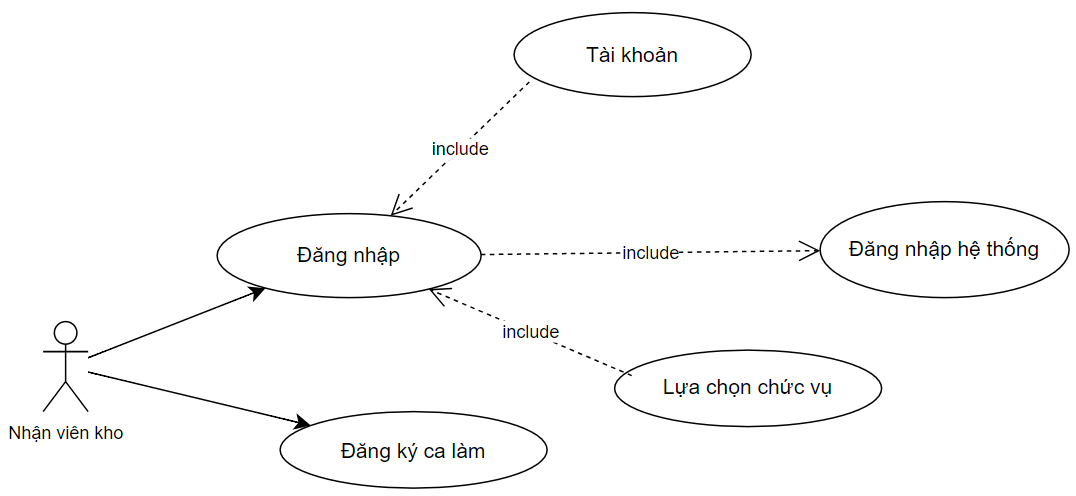 Tài khoản
include
Đăng nhập
include
Đăng nhập hệ thống
include
Lựa chọn chức vụ
Nhận viên kho
Đăng ký ca làm